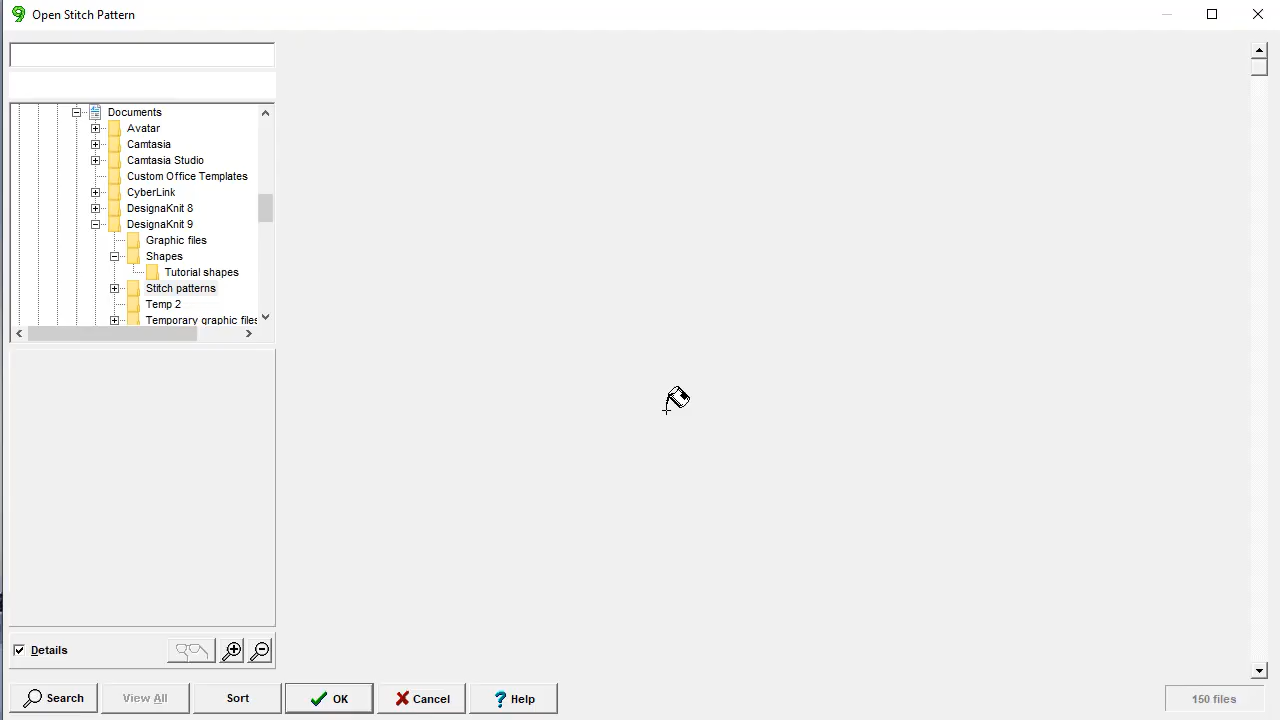 Open Stitch Pattern
Documents
Avatar
Camtasia
Camtasia Studio
Custom Office Templates
CyberLink
DesignaKnit 8
DesignaKnit 9
Graphic files
Shapes
Tutorial shapes
Stitch patterns
Temp 2
Temporary graphic files
Details
Search View All Sort OK Cancel ? Help 150 files